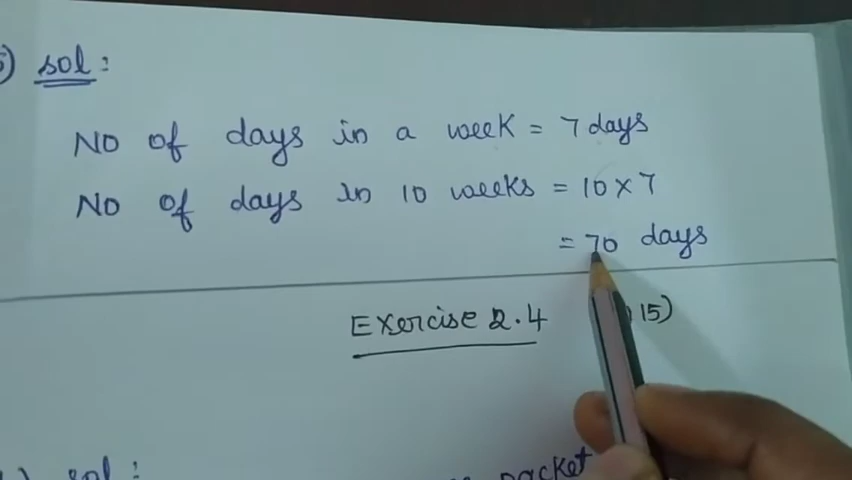 sol:
No of days in a week = 7 days
No of days in 10 weeks = 10 x 7
= 70 days
Exercise 2.4 15)
sol:
packet